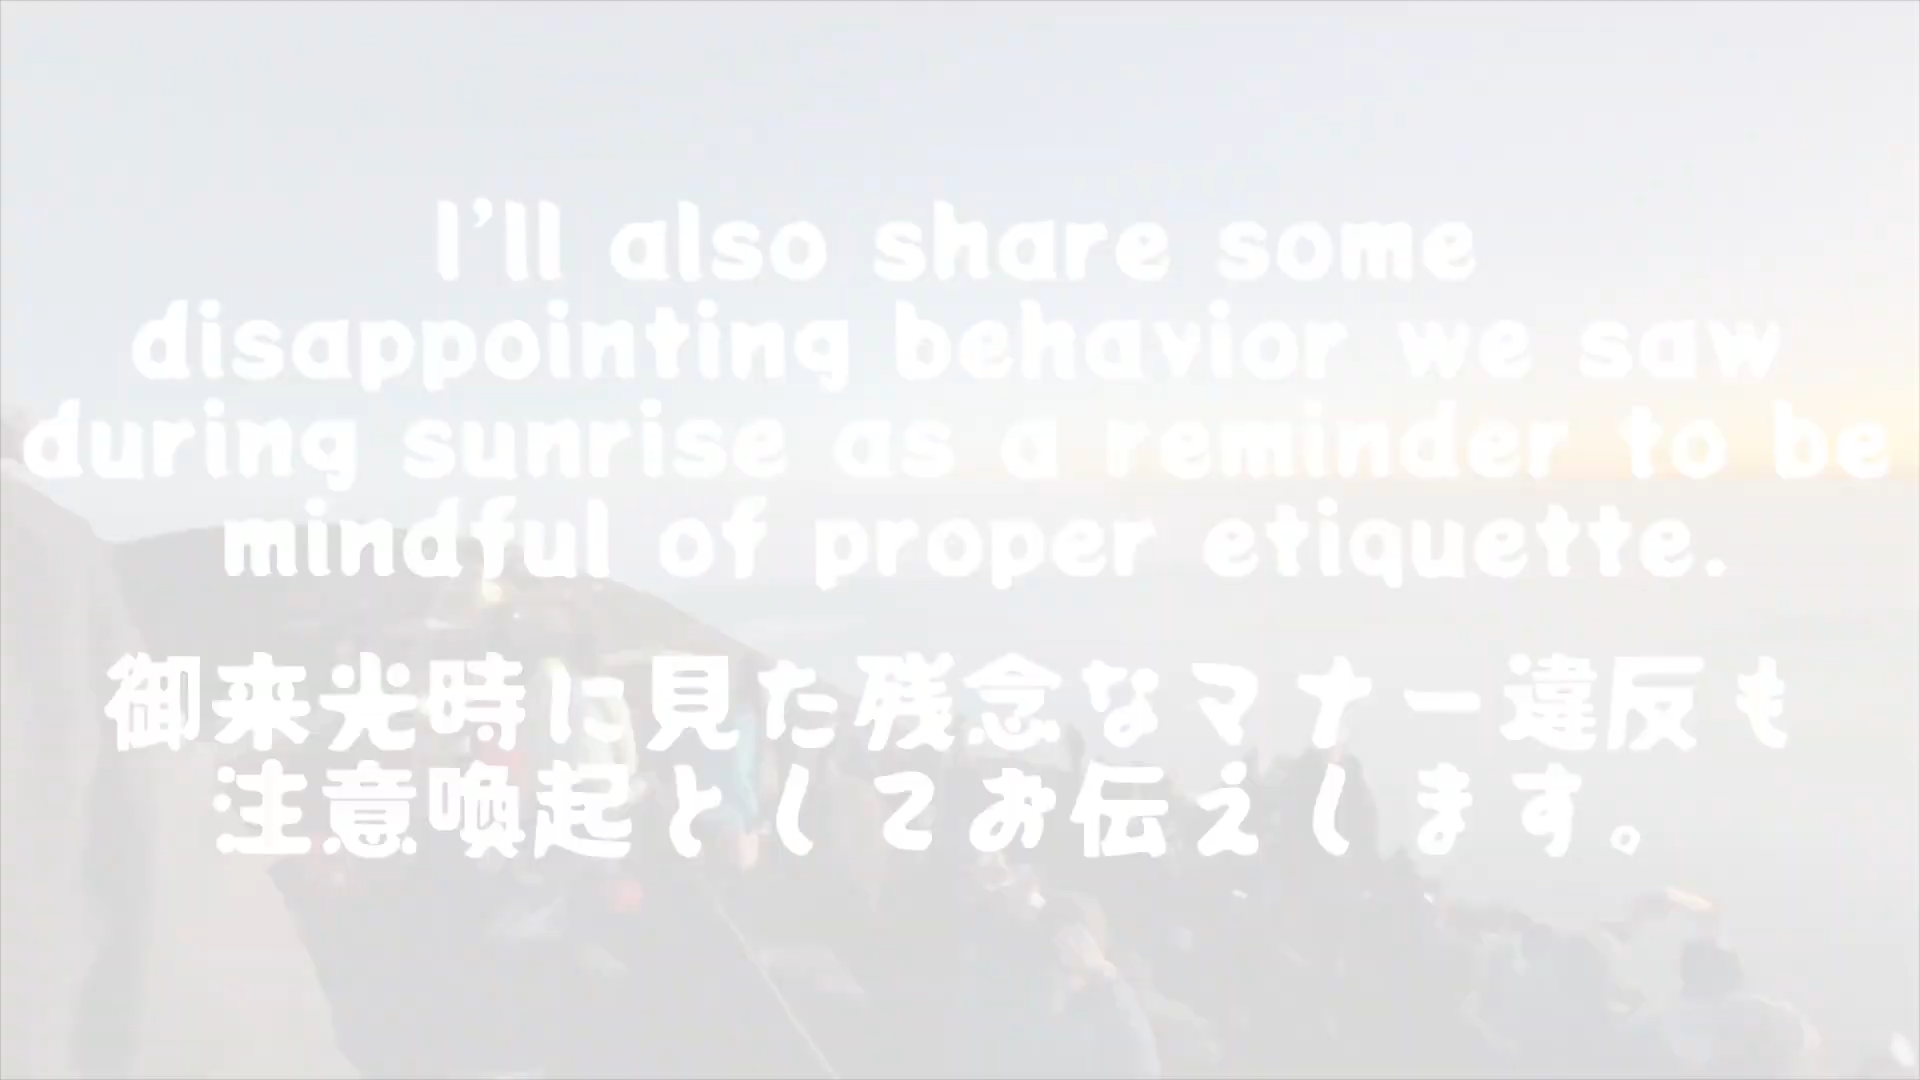 I'll also share some
disappointing behavior we saw
during sunrise as a reminder to be
mindful of proper etiquette.
御来光時に見た残念なマナー違反も
注意喚起としてお伝えします。